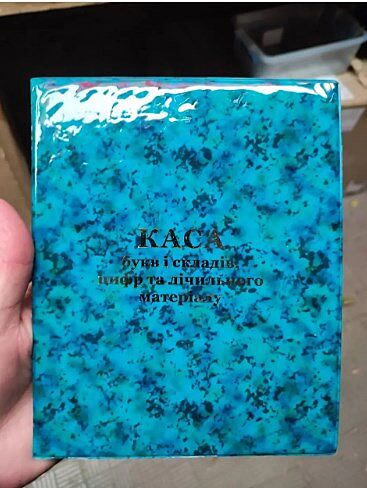 КАСА
букв і складів,
цифр та лічильного
матеріалу